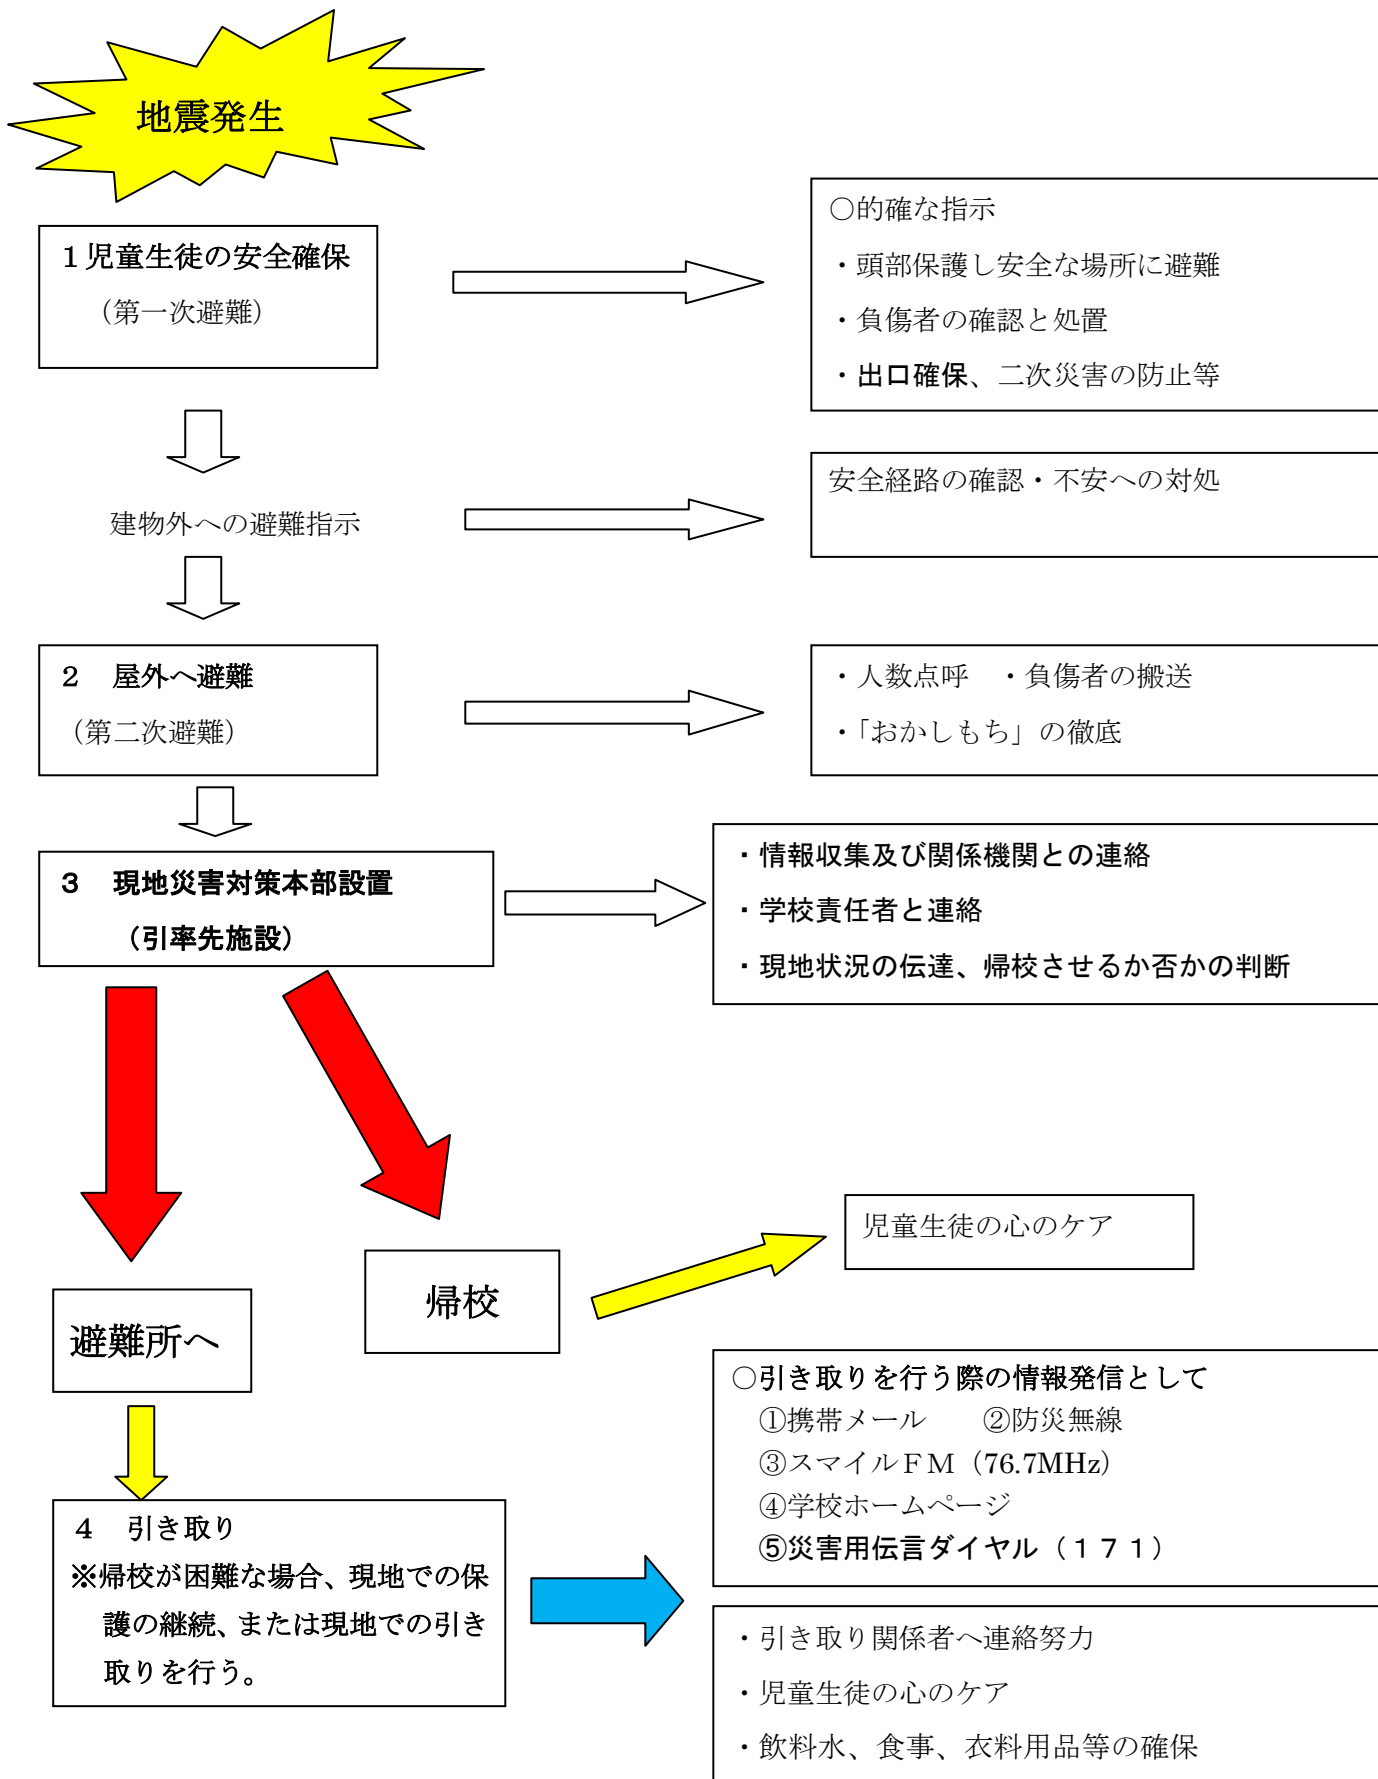 地震発生
１児童生徒の安全確保
（第一次避難）
○的確な指示
・頭部保護し安全な場所に避難
・負傷者の確認と処置
・出口確保、二次災害の防止等
建物外への避難指示
安全経路の確認・不安への対処
２　屋外へ避難
（第二次避難）
・人数点呼　・負傷者の搬送
・「おかしもち」の徹底
３　現地災害対策本部設置
（引率先施設）
・情報収集及び関係機関との連絡
・学校責任者と連絡
・現地状況の伝達、帰校させるか否かの判断
避難所へ
帰校
児童生徒の心のケア
４　引き取り
※帰校が困難な場合、現地での保
護の継続、または現地での引き
取りを行う。
○引き取りを行う際の情報発信として
①携帯メール　　②防災無線
③スマイルＦＭ（76.7MHz）
④学校ホームページ
⑤災害用伝言ダイヤル（１７１）
・引き取り関係者へ連絡努力
・児童生徒の心のケア
・飲料水、食事、衣料用品等の確保